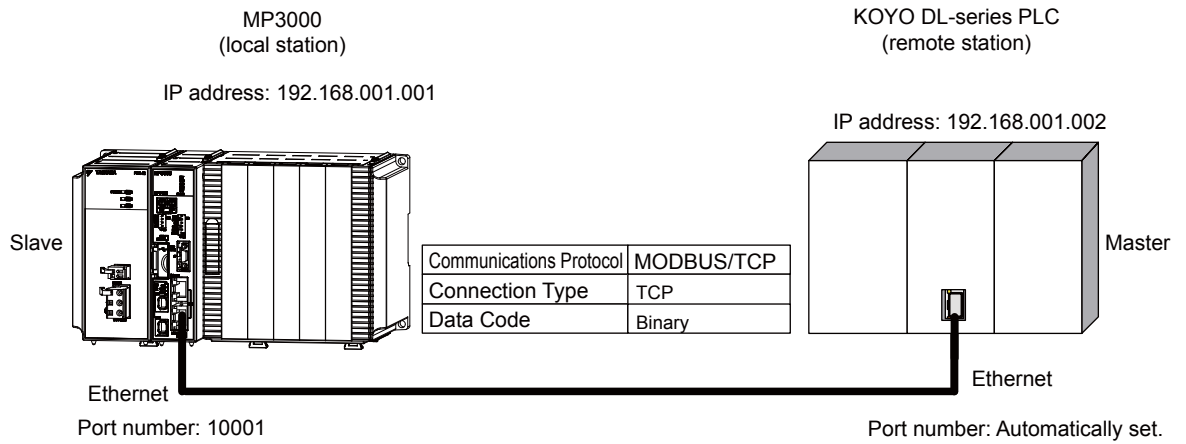 MP3000
(local station)
KOYO DL-series PLC
(remote station)
IP address: 192.168.001.001
IP address: 192.168.001.002
Slave
Master
Communications Protocol MODBUS/TCP
Connection Type TCP
Data Code Binary
Ethernet
Ethernet
Port number: 10001
Port number: Automatically set.